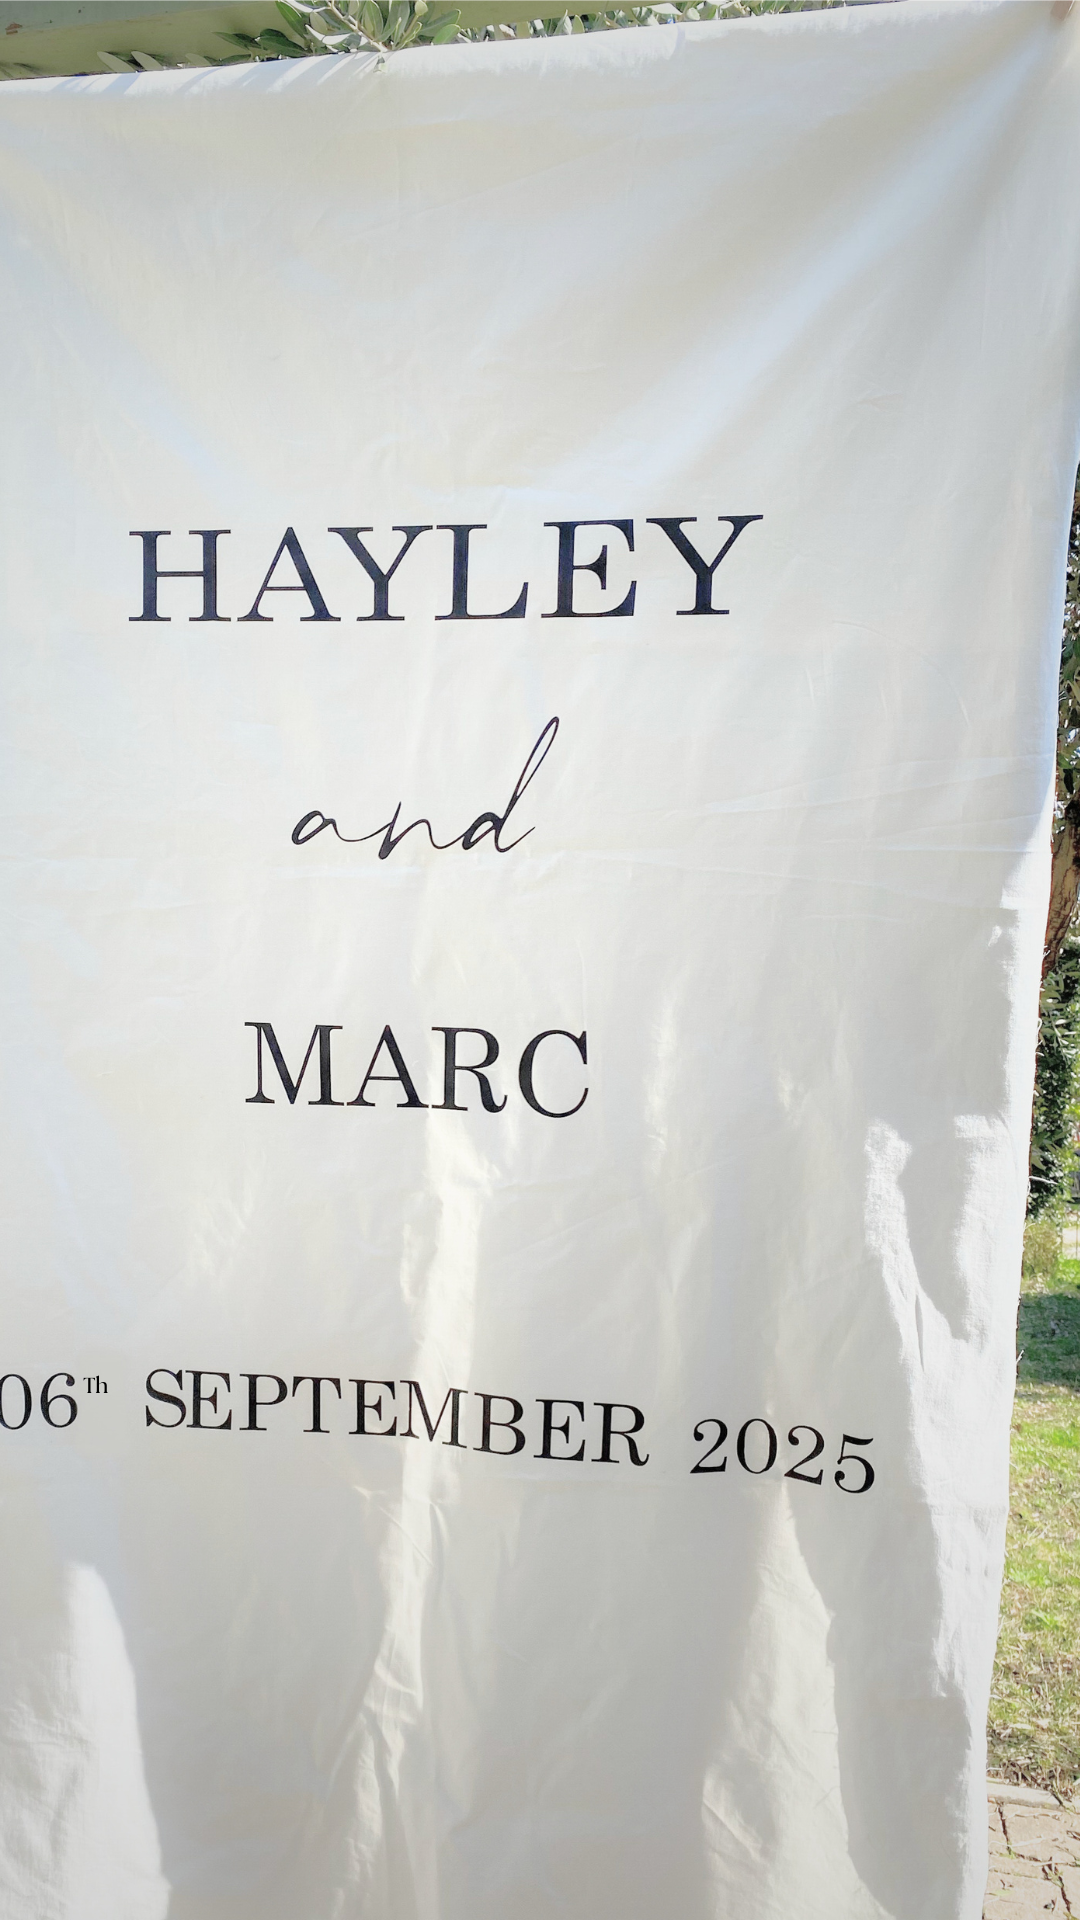 HAYLEY
and
MARC
06Th SEPTEMBER 2025